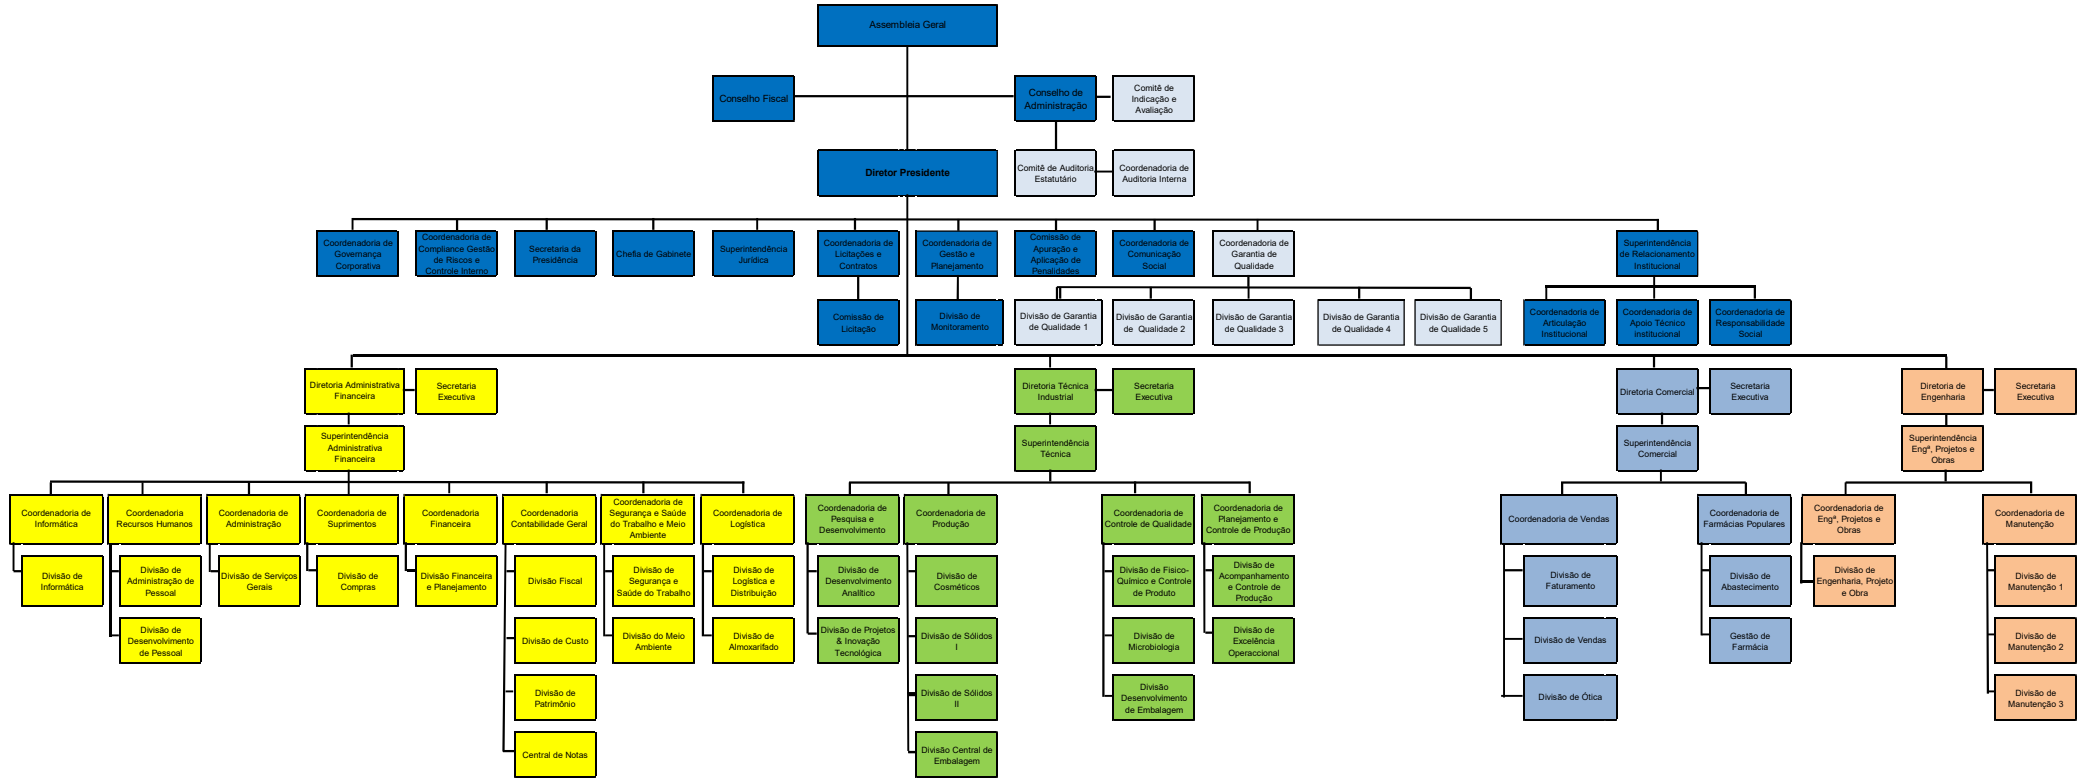 Assembleia Geral
Conselho Fiscal
Conselho de
Administração
Comitê de
Indicação e
Avaliação
Diretor Presidente
Comitê de Auditoria
Estatutário
Coordenadoria de
Auditoria Interna
Coordenadoria de
Governança
Corporativa
Coordenadoria de
Compliance Gestão
de Riscos e
Controle Interno
Secretaria da
Presidência
Chefia de Gabinete
Superintendência
Jurídica
Coordenadoria de
Licitações e
Contratos
Coordenadoria de
Gestão e
Planejamento
Comissão de
Apuração e
Aplicação de
Penalidades
Coordenadoria de
Comunicação
Social
Coordenadoria de
Garantia de
Qualidade
Superintendência
de Relacionamento
Institucional
Comissão de
Licitação
Divisão de
Monitoramento
Divisão de Garantia
de Qualidade 1
Divisão de Garantia
de Qualidade 2
Divisão de Garantia
de Qualidade 3
Divisão de Garantia
de Qualidade 4
Divisão de Garantia
de Qualidade 5
Coordenadoria de
Articulação
Institucional
Coordenadoria de
Apoio Técnico
institucional
Coordenadoria de
Responsabilidade
Social
Diretoria Administrativa
Financeira
Secretaria
Executiva
Diretoria Técnica
Industrial
Secretaria
Executiva
Diretoria Comercial
Secretaria
Executiva
Diretoria de
Engenharia
Secretaria
Executiva
Superintendência
Administrativa
Financeira
Superintendência
Técnica
Superintendência
Comercial
Superintendência
Engª, Projetos e
Obras
Coordenadoria de
Informática
Coordenadoria
Recursos Humanos
Coordenadoria de
Administração
Coordenadoria de
Suprimentos
Coordenadoria
Financeira
Coordenadoria
Contabilidade Geral
Coordenadoria de
Segurança e Saúde
do Trabalho e Meio
Ambiente
Coordenadoria de
Logística
Coordenadoria de
Pesquisa e
Desenvolvimento
Coordenadoria de
Produção
Coordenadoria de
Controle de Qualidade
Coordenadoria de
Planejamento e
Controle de Produção
Coordenadoria de Vendas
Coordenadoria de
Farmácias Populares
Coordenadoria de
Engª, Projetos e
Obras
Coordenadoria de
Manutenção
Divisão de
Informática
Divisão de
Administração de
Pessoal
Divisão de Serviços
Gerais
Divisão de
Compras
Divisão Financeira
e Planejamento
Divisão Fiscal
Divisão de
Segurança e
Saúde do Trabalho
Divisão de
Logística e
Distribuição
Divisão de
Desenvolvimento
Analítico
Divisão de
Cosméticos
Divisão de Fisico-
Químico e Controle
de Produto
Divisão de
Acompanhamento
e Controle de
Produção
Divisão de
Faturamento
Divisão de
Abastecimento
Divisão de
Engenharia, Projeto
e Obra
Divisão de
Manutenção 1
Divisão de
Desenvolvimento
de Pessoal
Divisão de Custo
Divisão do Meio
Ambiente
Divisão de
Almoxarifado
Divisão de Projetos
& Inovação
Tecnológica
Divisão de Sólidos
I
Divisão de
Microbiologia
Divisão de
Excelência
Operaccional
Divisão de Vendas
Gestão de
Farmácia
Divisão de
Manutenção 2
Divisão de
Patrimônio
Divisão de Sólidos
II
Divisão
Desenvolvimento
de Embalagem
Divisão de Ótica
Divisão de
Manutenção 3
Central de Notas
Divisão Central de
Embalagem